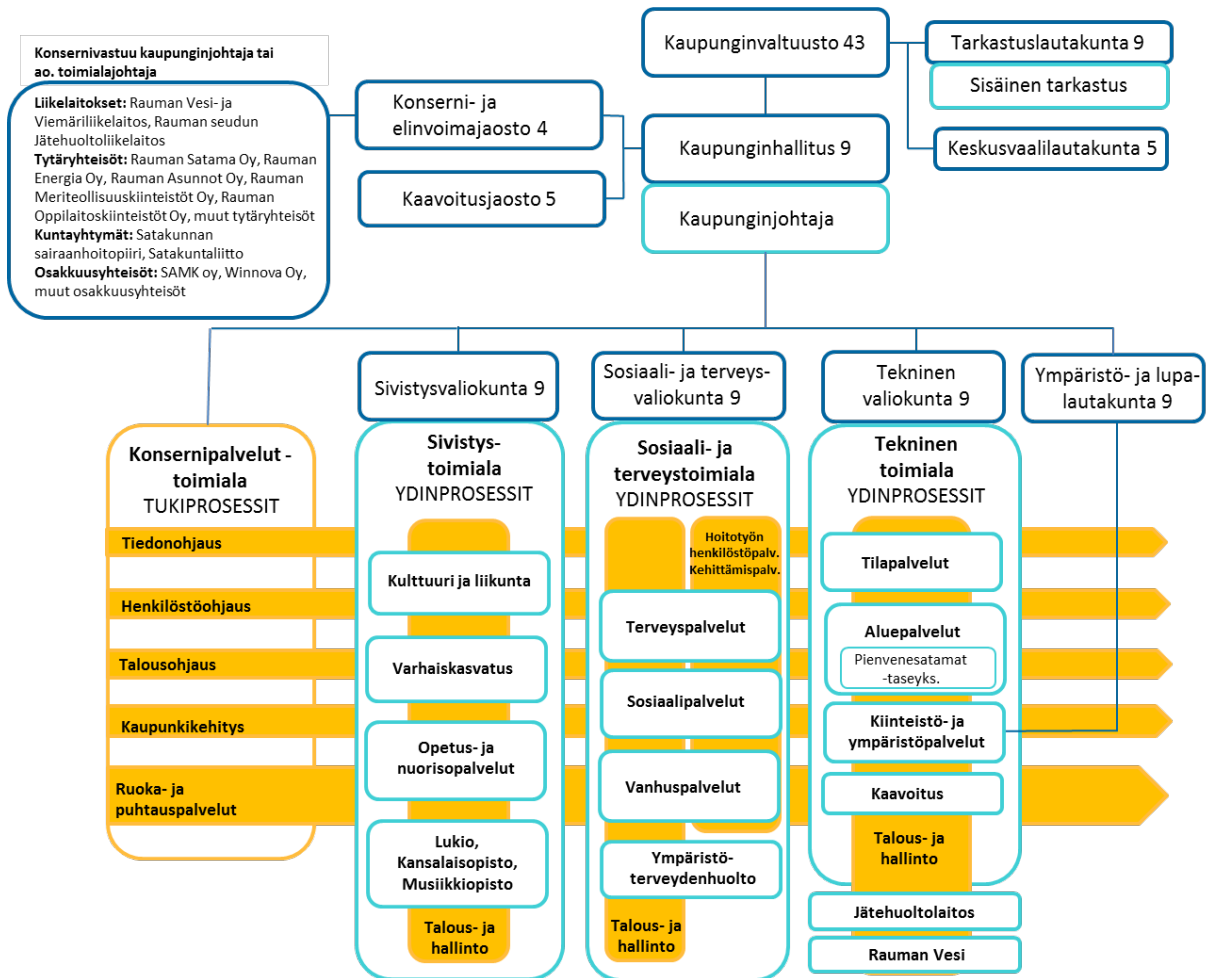 Konsernivastuu kaupunginjohtaja tai
ao. toimialajohtaja
Liikelaitokset: Rauman Vesi- ja
Viemäriliikelaitos, Rauman seudun
Jätehuoltoliikelaitos
Tytäryhteisöt: Rauman Satama Oy, Rauman
Energia Oy, Rauman Asunnot Oy, Rauman
Meriteollisuuskiinteistöt Oy, Rauman
Oppilaitoskiinteistöt Oy, muut tytäryhteisöt
Kuntayhtymät: Satakunnan
sairaanhoitopiiri, Satakuntaliitto
Osakkuusyhteisöt: SAMK oy, Winnova Oy,
muut osakkuusyhteisöt
Konserni- ja
elinvoimajaosto 4
Kaavoitusjaosto 5
Kaupunginvaltuusto 43
Kaupunginhallitus 9
Kaupunginjohtaja
Tarkastuslautakunta 9
Sisäinen tarkastus
Keskusvaalilautakunta 5
Sivistysvaliokunta 9
Sosiaali- ja terveys-
valiokunta 9
Tekninen
valiokunta 9
Ympäristö- ja lupa-
lautakunta 9
Konsernipalvelut -
toimiala
TUKIPROSESSIT
Tiedonohjaus
Henkilöstöohjaus
Talousohjaus
Kaupunkikehitys
Ruoka- ja
puhtauspalvelut
Sivistys-
toimiala
YDINPROSESSIT
Kulttuuri ja liikunta
Varhaiskasvatus
Opetus- ja
nuorisopalvelut
Lukio,
Kansalaisopisto,
Musiikkiopisto
Talous- ja
hallinto
Sosiaali- ja
terveystoimiala
YDINPROSESSIT
Hoitotyön
henkilöstöpalv.
Kehittämispalv.
Terveyspalvelut
Sosiaalipalvelut
Vanhuspalvelut
Ympäristö-
terveydenhuolto
Talous- ja
hallinto
Tekninen
toimiala
YDINPROSESSIT
Tilapalvelut
Aluepalvelut
Pienvenesatamat
-taseyks.
Kiinteistö- ja
ympäristöpalvelut
Kaavoitus
Talous- ja
hallinto
Jätehuoltolaitos
Rauman Vesi